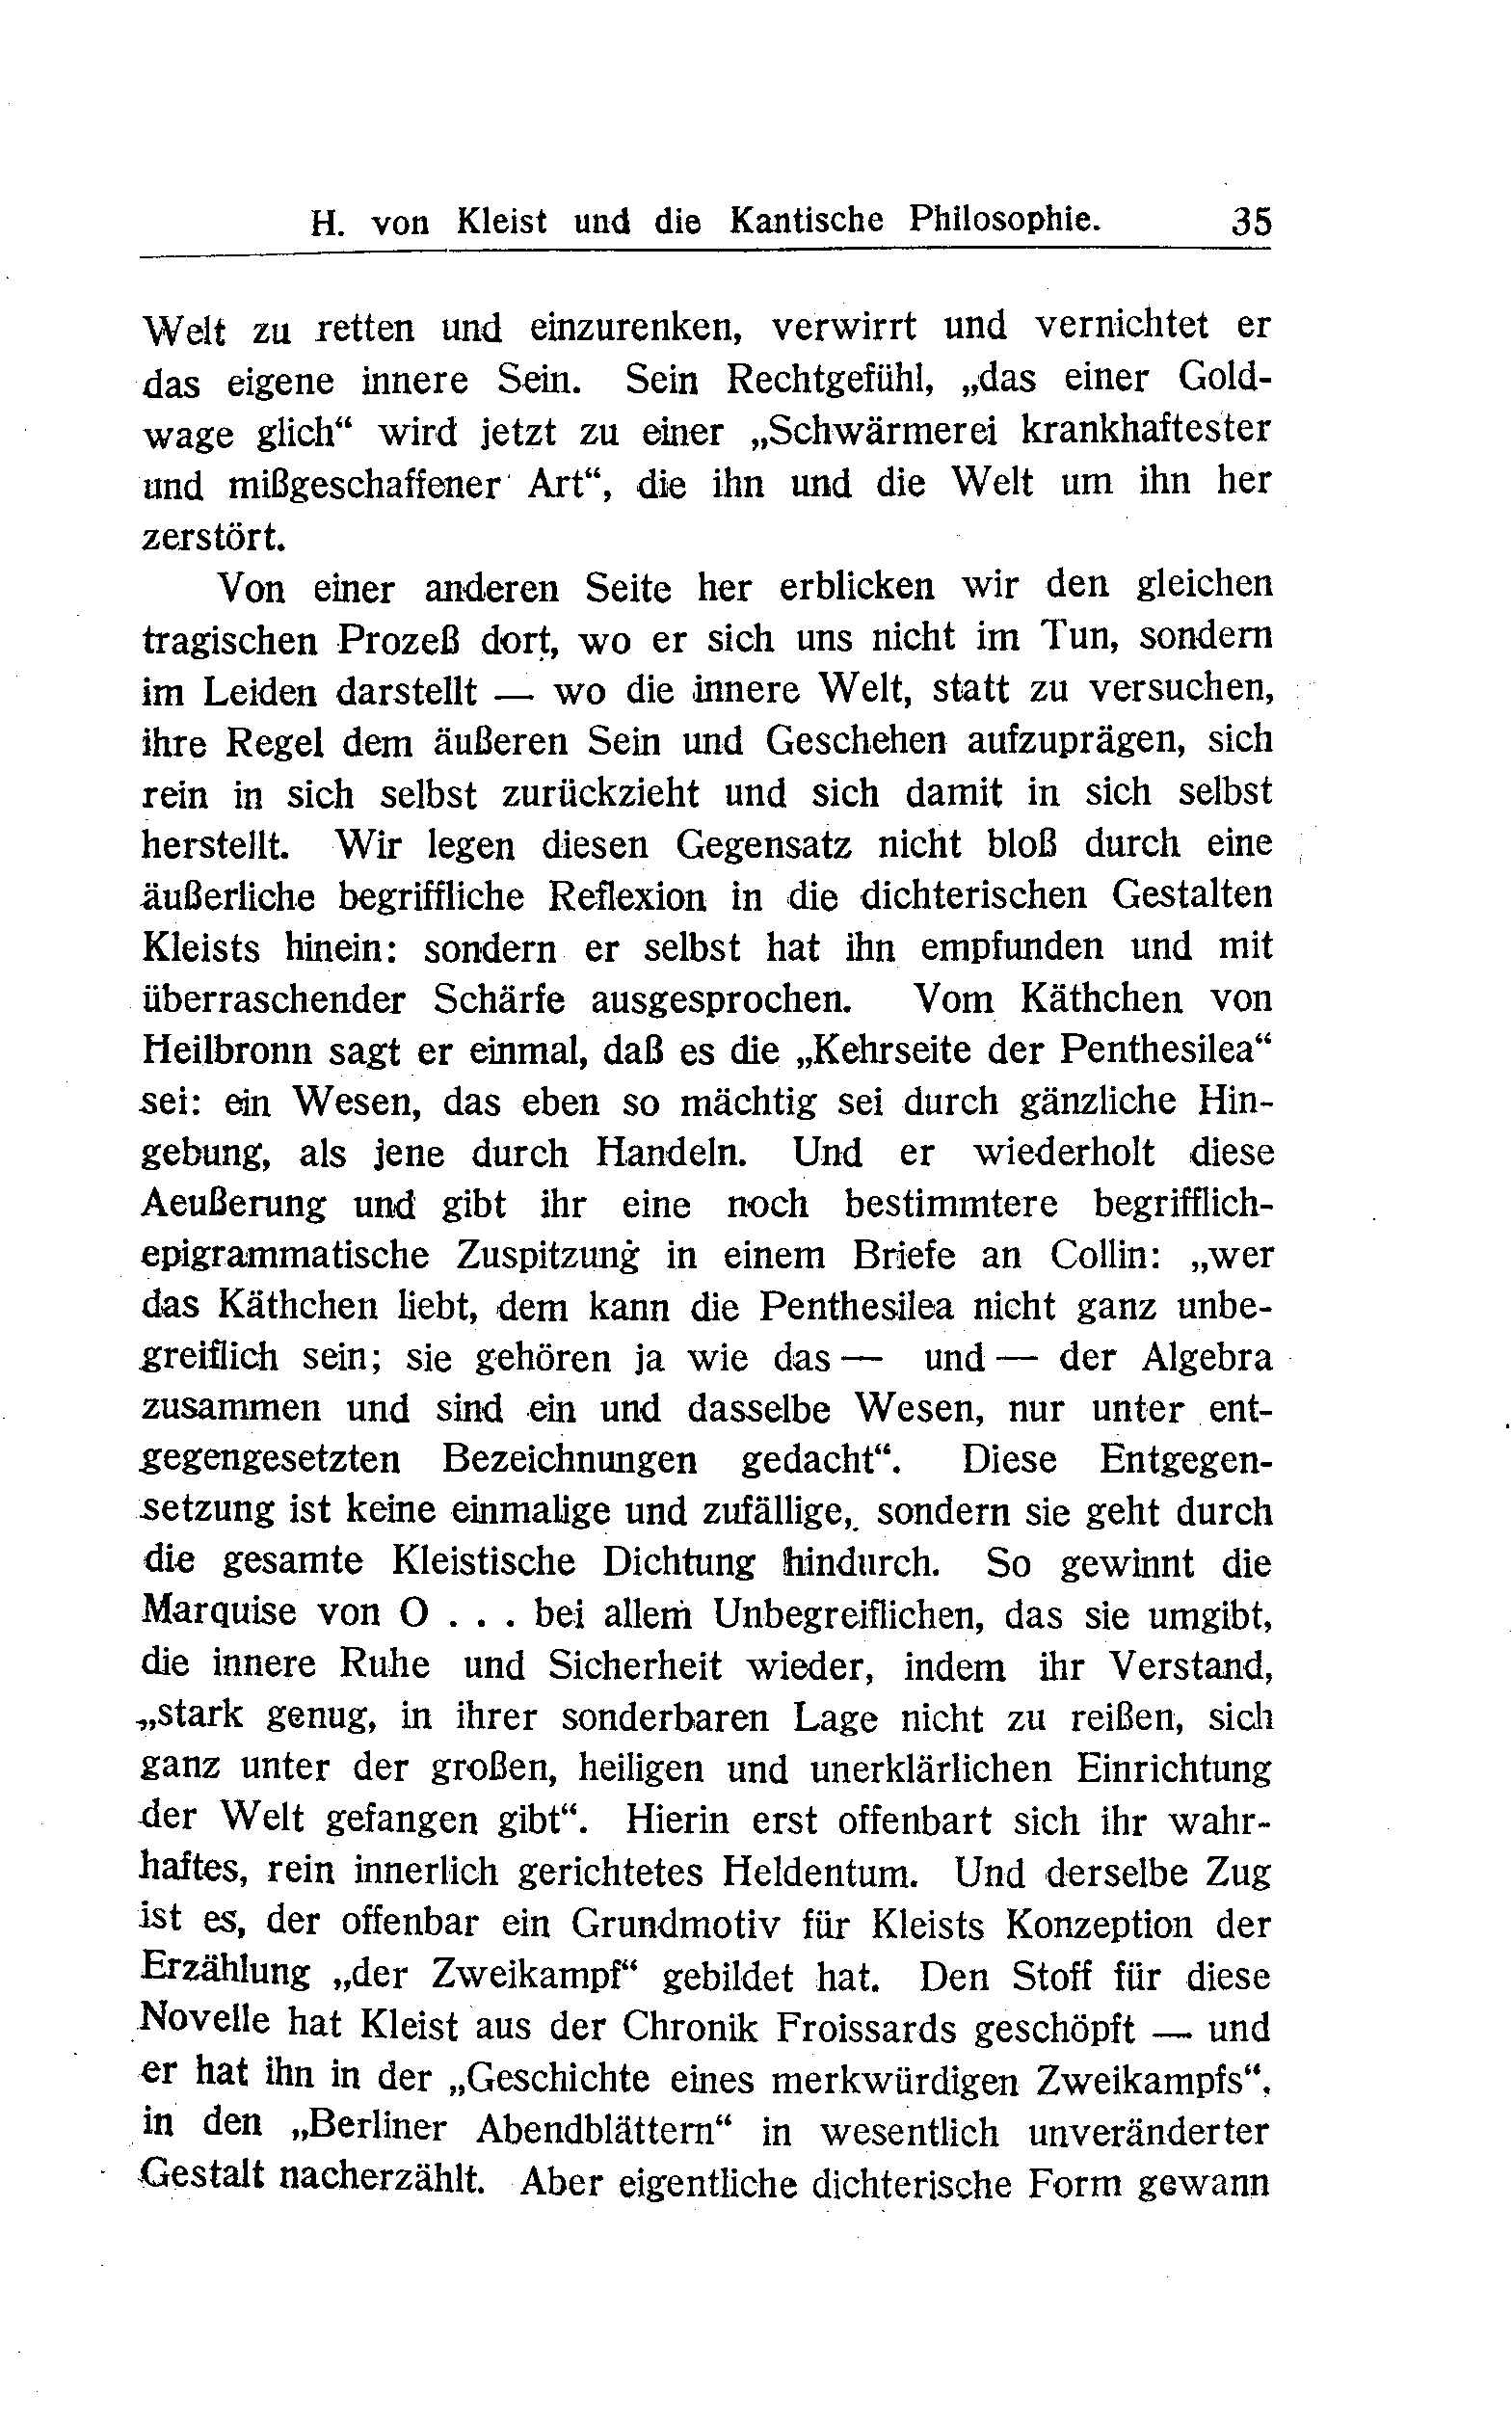 H. von Kleist und die Kantische Philosophie. 35
Welt zu retten und einzurenken, verwirrt und vernichtet er
das eigene innere Sein. Sein Rechtgefühl, „das einer Gold-
wage glich“ wird jetzt zu einer „Schwärmerei krankhaftester
und mißgeschaffener Art“, die ihn und die Welt um ihn her
zerstört.
Von einer anderen Seite her erblicken wir den gleichen
tragischen Prozeß dort, wo er sich uns nicht im Tun, sondern
im Leiden darstellt — wo die innere Welt, statt zu versuchen,
ihre Regel dem äußeren Sein und Geschehen aufzuprägen, sich
rein in sich selbst zurückzieht und sich damit in sich selbst
herstellt. Wir legen diesen Gegensatz nicht bloß durch eine
äußerliche begriffliche Reflexion in die dichterischen Gestalten
Kleists hinein: sondern er selbst hat ihn empfunden und mit
überraschender Schärfe ausgesprochen. Vom Käthchen von
Heilbronn sagt er einmal, daß es die „Kehrseite der Penthesilea“
sei: ein Wesen, das eben so mächtig sei durch gänzliche Hin-
gebung, als jene durch Handeln. Und er wiederholt diese
Aeußerung und gibt ihr eine noch bestimmtere begrifflich-
epigrammatische Zuspitzung in einem Briefe an Collin: „wer
das Käthchen liebt, dem kann die Penthesilea nicht ganz unbe-
greiflich sein; sie gehören ja wie das — und — der Algebra
zusammen und sind ein und dasselbe Wesen, nur unter ent-
gegengesetzten Bezeichnungen gedacht“. Diese Entgegen-
setzung ist keine einmalige und zufällige, sondern sie geht durch
die gesamte Kleistische Dichtung hindurch. So gewinnt die
Marquise von O . . . bei allem Unbegreiflichen, das sie umgibt,
die innere Ruhe und Sicherheit wieder, indem ihr Verstand,
„stark genug, in ihrer sonderbaren Lage nicht zu reißen, sich
ganz unter der großen, heiligen und unerklärlichen Einrichtung
der Welt gefangen gibt“. Hierin erst offenbart sich ihr wahr-
haftes, rein innerlich gerichtetes Heldentum. Und derselbe Zug
ist es, der offenbar ein Grundmotiv für Kleists Konzeption der
Erzählung „der Zweikampf“ gebildet hat. Den Stoff für diese
Novelle hat Kleist aus der Chronik Froissards geschöpft — und
er hat ihn in der „Geschichte eines merkwürdigen Zweikampfs“,
in den „Berliner Abendblättern“ in wesentlich unveränderter
Gestalt nacherzählt. Aber eigentliche dichterische Form gewann